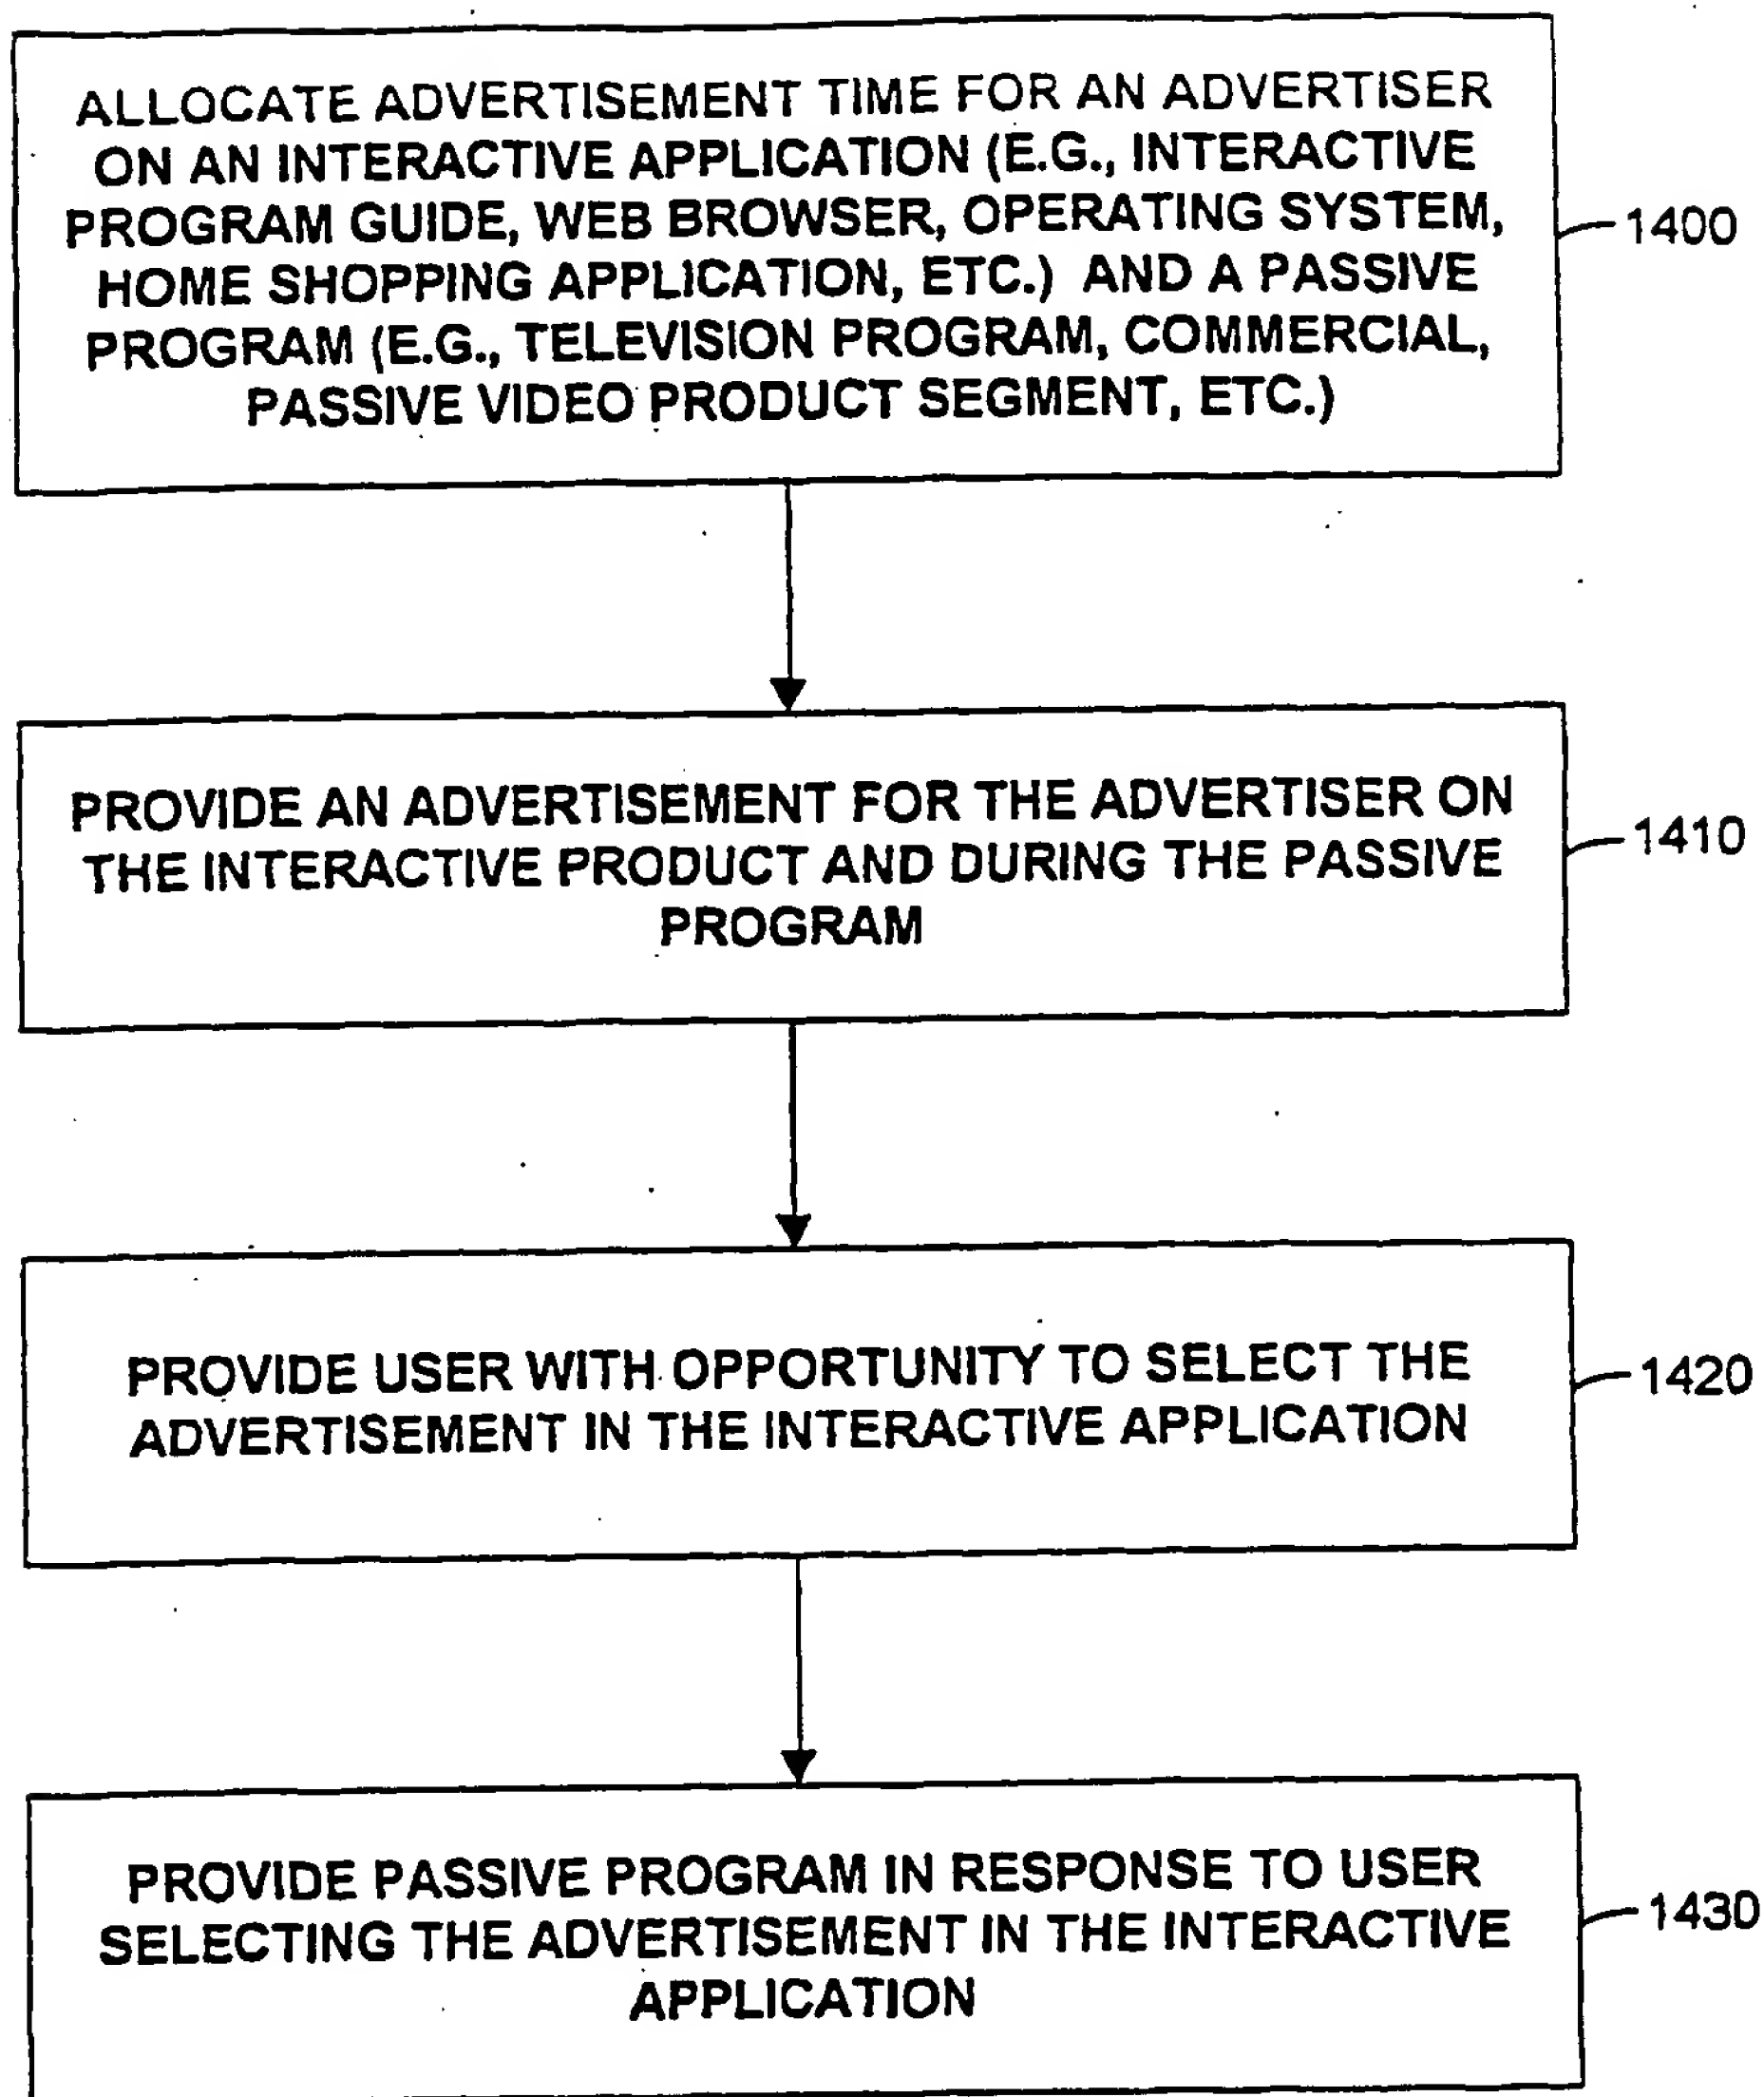 ALLOCATE ADVERTISEMENT TIME FOR AN ADVERTISER
ON AN INTERACTIVE APPLICATION (E.G., INTERACTIVE
PROGRAM GUIDE, WEB BROWSER, OPERATING SYSTEM,
HOME SHOPPING APPLICATION, ETC.) AND A PASSIVE
PROGRAM (E.G., TELEVISION PROGRAM, COMMERCIAL,
PASSIVE VIDEO PRODUCT SEGMENT, ETC.)
1400
PROVIDE AN ADVERTISEMENT FOR THE ADVERTISER ON
THE INTERACTIVE PRODUCT AND DURING THE PASSIVE
PROGRAM
1410
PROVIDE USER WITH OPPORTUNITY TO SELECT THE
ADVERTISEMENT IN THE INTERACTIVE APPLICATION
1420
PROVIDE PASSIVE PROGRAM IN RESPONSE TO USER
SELECTING THE ADVERTISEMENT IN THE INTERACTIVE
APPLICATION
1430